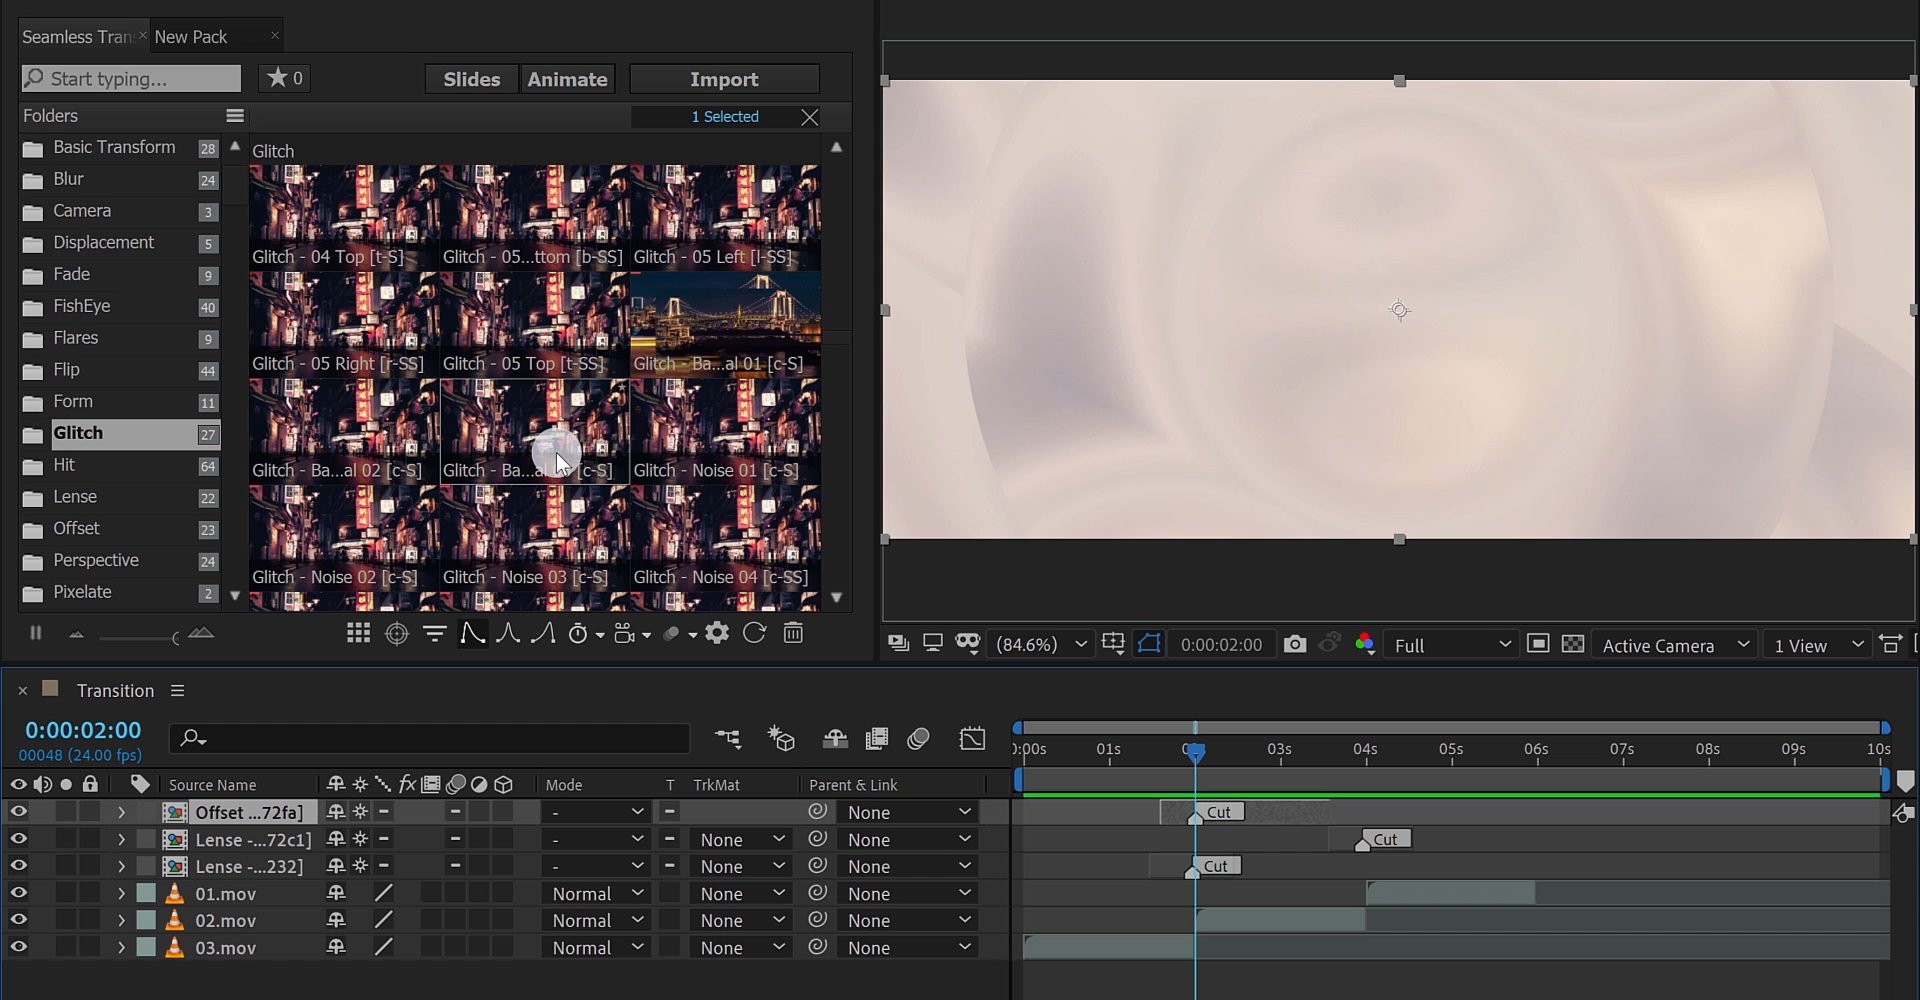 Seamless Tran
New Pack
Start typing...
0
Slides
Animate
Import
Folders
1 Selected
Basic Transform 28
Blur 24
Camera 3
Displacement 5
Fade 9
FishEye 40
Flares 9
Flip 44
Form 11
Glitch 27
Hit 64
Lense 22
Offset 23
Perspective 24
Pixelate 2
Glitch
Glitch - 04 Top [t-S]
Glitch - 05...ttom [b-SS]
Glitch - 05 Left [l-SS]
Glitch - 05 Right [r-SS]
Glitch - 05 Top [t-SS]
Glitch - Ba...al 01 [c-S]
Glitch - Ba...al 02 [c-S]
Glitch - Ba...al [c-S]
Glitch - Noise 01 [c-S]
Glitch - Noise 02 [c-S]
Glitch - Noise 03 [c-S]
Glitch - Noise 04 [c-SS]
(84.6%)
0:00:02:00
Full
Active Camera
1 View
Transition
0:00:02:00
00048 (24.00 fps)
0:00s 01s 03s 04s 05s 06s 07s 08s 09s 10s
Source Name
fx
Mode
T
TrkMat
Parent & Link
Offset ...72fa] - None Cut
Lense -...72c1] - None None Cut
Lense -...232] - None None Cut
01.mov Normal None None
02.mov Normal None None
03.mov Normal None None